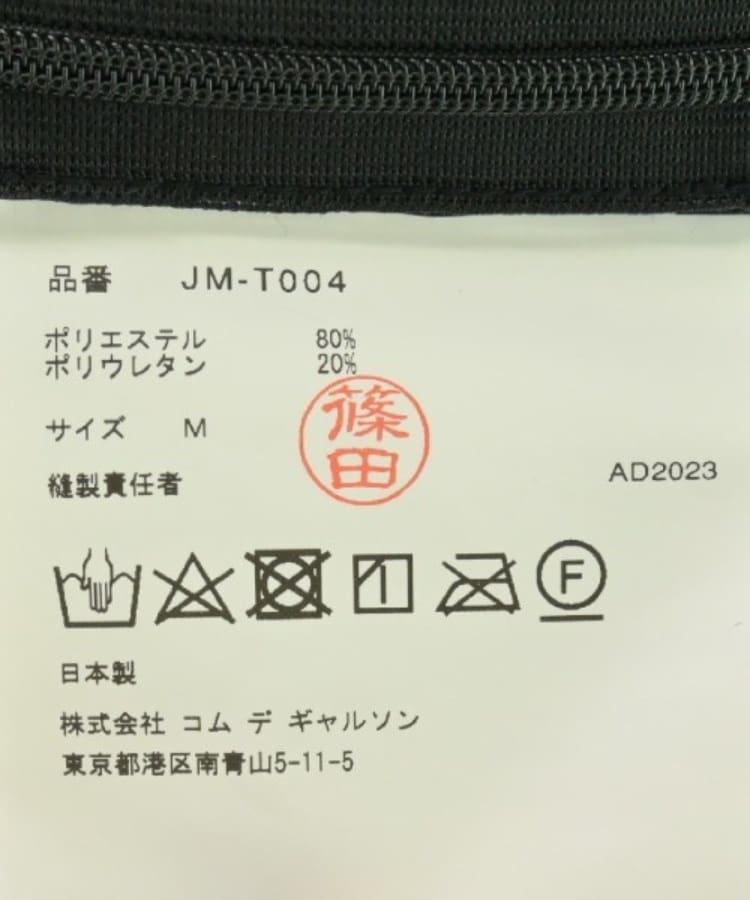 品番 JM-T004
ポリエステル 80%
ポリウレタン 20%
サイズ M
篠田
縫製責任者
AD2023
F
日本製
株式会社 コム デ ギャルソン
東京都港区南青山5-11-5